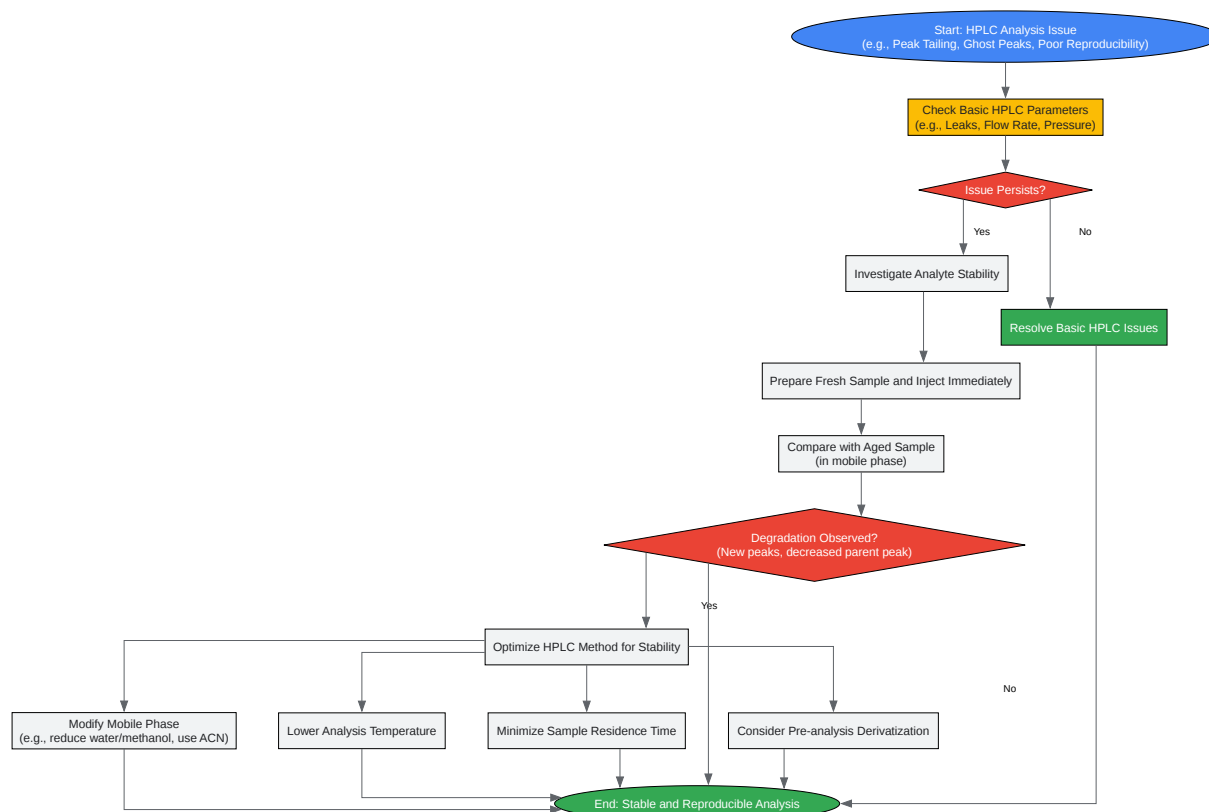 Start: HPLC Analysis Issue
(e.g., Peak Tailing, Ghost Peaks, Poor Reproducibility)
Check Basic HPLC Parameters
(e.g., Leaks, Flow Rate, Pressure)
Issue Persists?
Yes
No
Investigate Analyte Stability
Resolve Basic HPLC Issues
Prepare Fresh Sample and Inject Immediately
Compare with Aged Sample
(in mobile phase)
Degradation Observed?
(New peaks, decreased parent peak)
Yes
Optimize HPLC Method for Stability
No
Modify Mobile Phase
(e.g., reduce water/methanol, use ACN)
Lower Analysis Temperature
Minimize Sample Residence Time
Consider Pre-analysis Derivatization
End: Stable and Reproducible Analysis